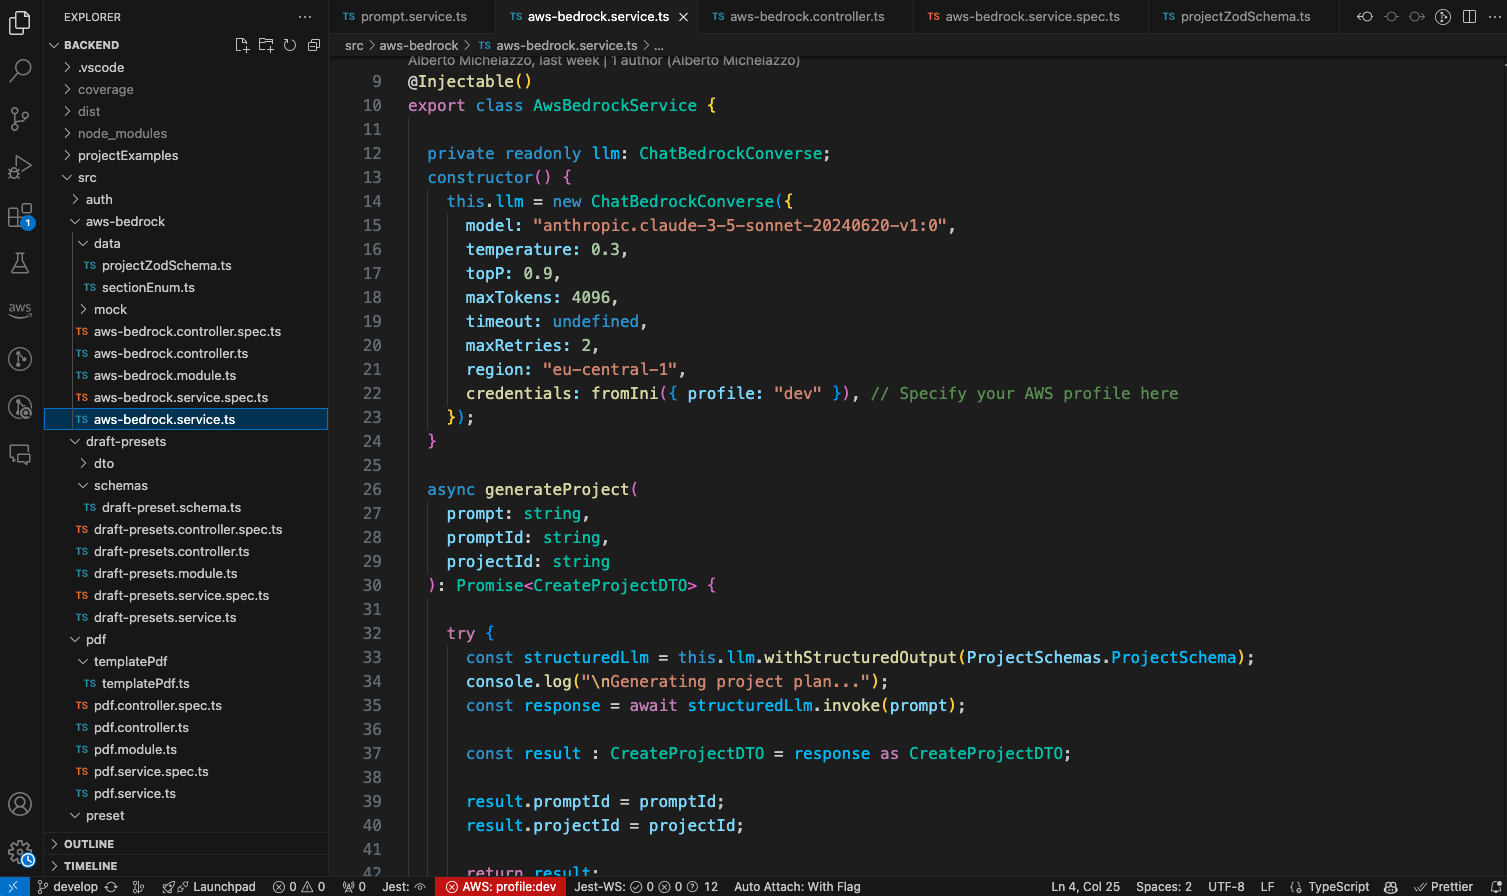 EXPLORER
BACKEND
.vscode
coverage
dist
node_modules
projectExamples
src
auth
aws-bedrock
data
TS projectZodSchema.ts
TS sectionEnum.ts
mock
TS aws-bedrock.controller.spec.ts
TS aws-bedrock.controller.ts
TS aws-bedrock.module.ts
TS aws-bedrock.service.spec.ts
TS aws-bedrock.service.ts
draft-presets
dto
schemas
TS draft-preset.schema.ts
TS draft-presets.controller.spec.ts
TS draft-presets.controller.ts
TS draft-presets.module.ts
TS draft-presets.service.spec.ts
TS draft-presets.service.ts
pdf
templatePdf
TS templatePdf.ts
TS pdf.controller.spec.ts
TS pdf.controller.ts
TS pdf.module.ts
TS pdf.service.spec.ts
TS pdf.service.ts
preset
OUTLINE
TIMELINE
1
aws
TS prompt.service.ts
TS aws-bedrock.service.ts
TS aws-bedrock.controller.ts
TS aws-bedrock.service.spec.ts
TS projectZodSchema.ts
src > aws-bedrock > TS aws-bedrock.service.ts > ...
Alberto Michelazzo, last week | 1 author (Alberto Michelazzo)
9 @Injectable()
10 export class AwsBedrockService {
11
12 private readonly llm: ChatBedrockConverse;
13 constructor() {
14 this.llm = new ChatBedrockConverse({
15 model: "anthropic.claude-3-5-sonnet-20240620-v1:0",
16 temperature: 0.3,
17 topP: 0.9,
18 maxTokens: 4096,
19 timeout: undefined,
20 maxRetries: 2,
21 region: "eu-central-1",
22 credentials: fromIni({ profile: "dev" }), // Specify your AWS profile here
23 });
24 }
25
26 async generateProject(
27 prompt: string,
28 promptId: string,
29 projectId: string
30 ): Promise<CreateProjectDTO> {
31
32 try {
33 const structuredLlm = this.llm.withStructuredOutput(ProjectSchemas.ProjectSchema);
34 console.log("\nGenerating project plan...");
35 const response = await structuredLlm.invoke(prompt);
36
37 const result : CreateProjectDTO = response as CreateProjectDTO;
38
39 result.promptId = promptId;
40 result.projectId = projectId;
41
42 return result;
develop Launchpad 0 0 0 Jest: AWS: profile:dev Jest-WS: 0 0 12 Auto Attach: With Flag Ln 4, Col 25 Spaces: 2 UTF-8 LF {} TypeScript Prettier